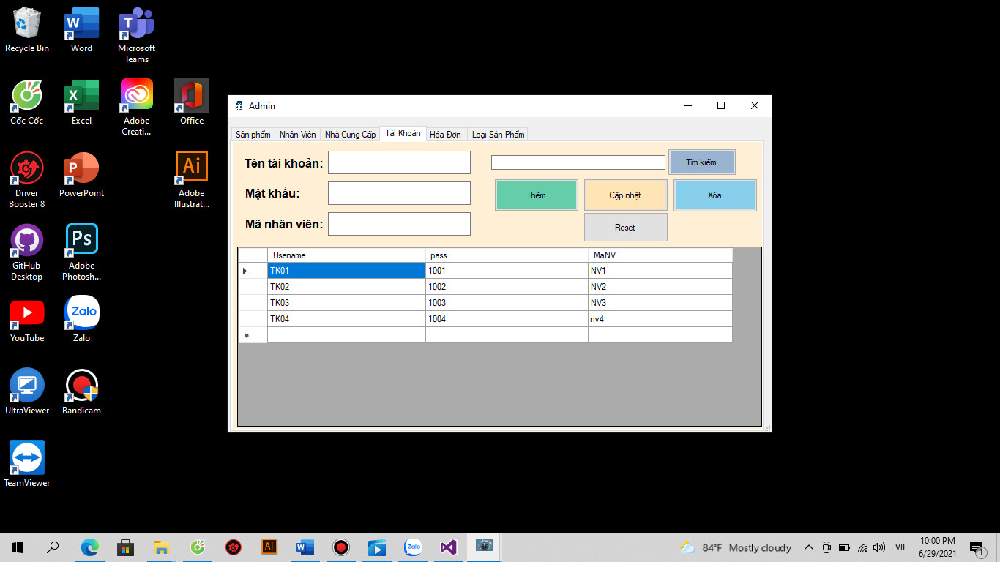 Recycle Bin
Word
Microsoft
Teams
Cốc Cốc
Excel
Adobe
Creati...
Office
Driver
Booster 8
PowerPoint
Adobe
Illustrat...
GitHub
Desktop
Adobe
Photosh...
YouTube
Zalo
UltraViewer
Bandicam
TeamViewer
Admin
Sản phẩm
Nhân Viên
Nhà Cung Cấp
Tài Khoản
Hóa Đơn
Loại Sản Phẩm
Tên tài khoản:
Tìm kiếm
Mật khẩu:
Thêm
Cập nhật
Xóa
Mã nhân viên:
Reset
Usename pass MaNV
TK01 1001 NV1
TK02 1002 NV2
TK03 1003 NV3
TK04 1004 nv4
84°F Mostly cloudy
VIE
10:00 PM
6/29/2021
1